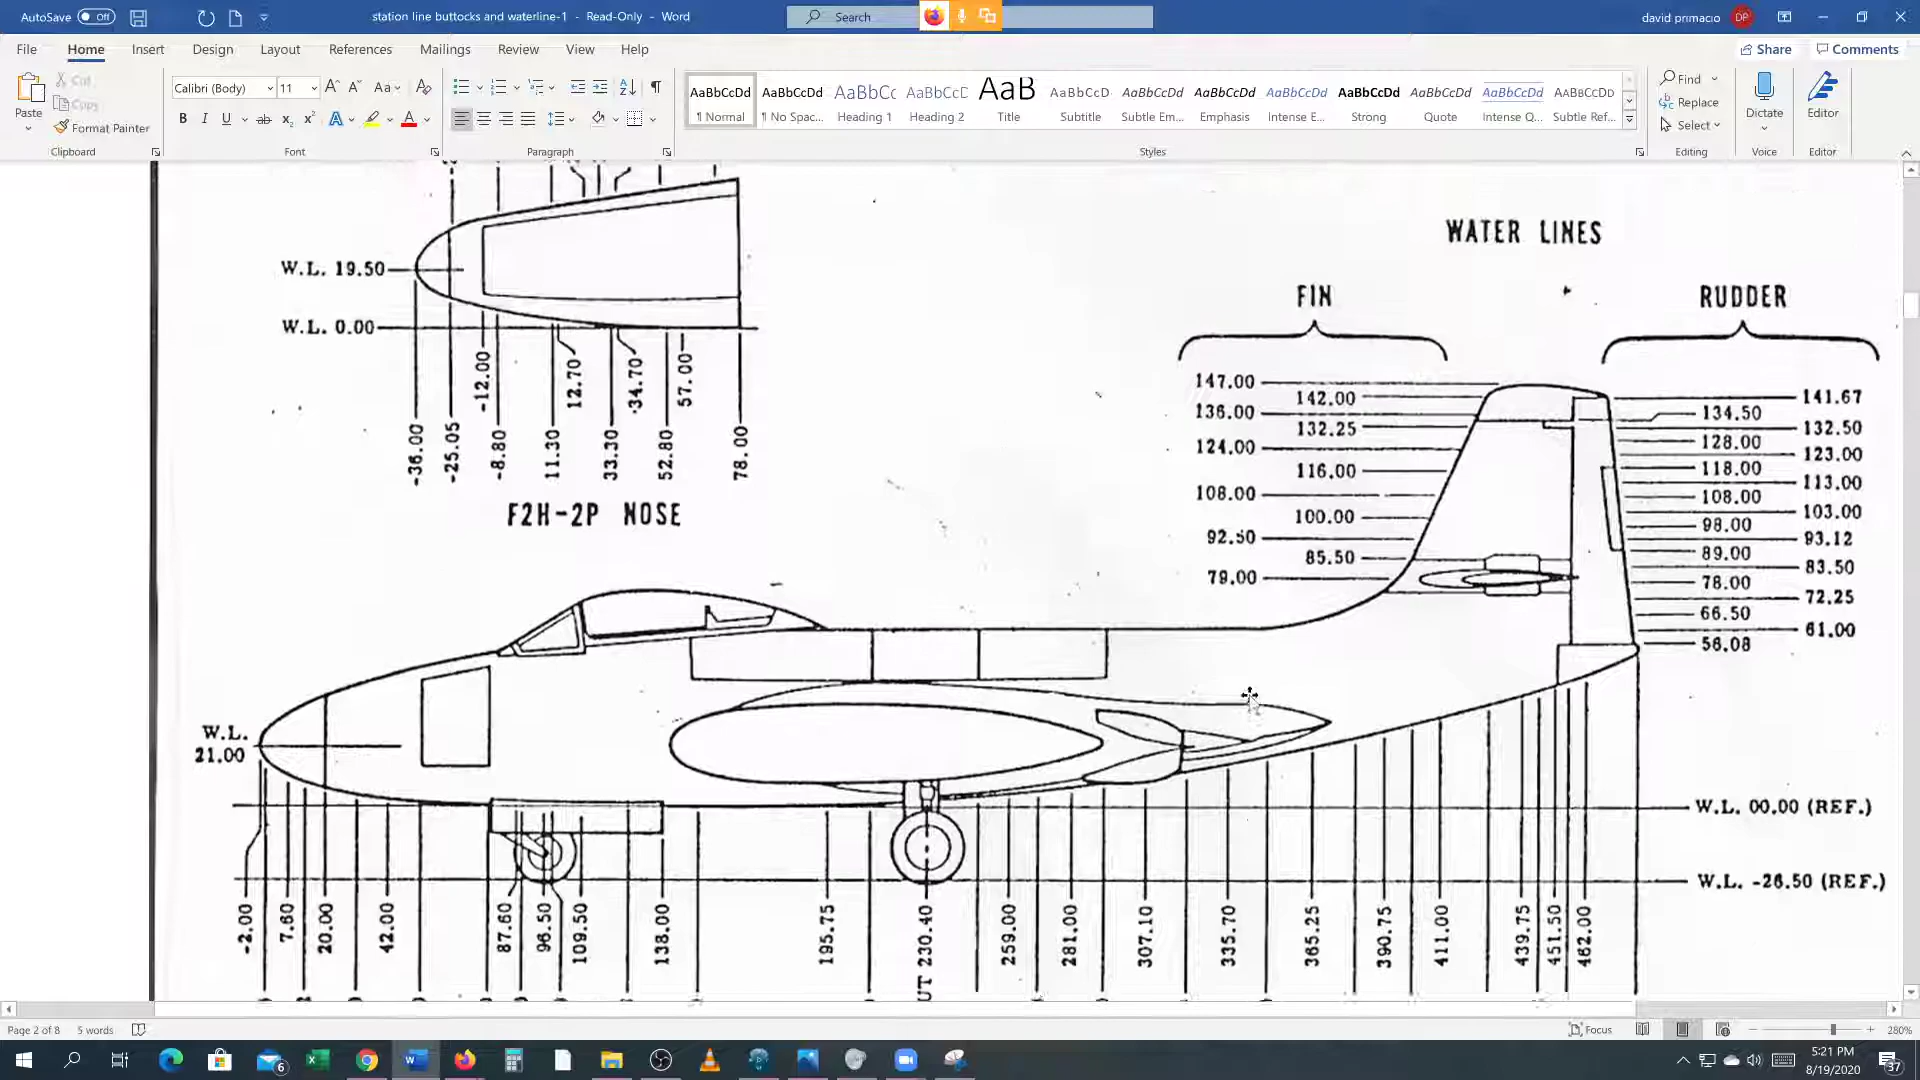 AutoSave Off
station line buttocks and waterline-1 - Read-Only - Word
Search
david primacio DP
File Home Insert Design Layout References Mailings Review View Help
Share Comments
Paste
Cut
Copy
Format Painter
Clipboard
Calibri (Body) 11
Font
Paragraph
AaBbCcDd AaBbCcDd AaBbCc AaBbCcD AaB AaBbCcD AaBbCcDd AaBbCcDd AaBbCcDd AaBbCcDd AaBbCcDd AaBbCcDd AaBbCcDd
¶ Normal ¶ No Spac... Heading 1 Heading 2 Title Subtitle Subtle Em... Emphasis Intense E... Strong Quote Intense Q... Subtle Ref...
Styles
Find
Replace
Select
Editing
Dictate
Voice
Editor
Editor
WATER LINES
W.L. 19.50
W.L. 0.00
FIN
RUDDER
-36.00
-25.05
-12.00
-8.80
11.30
12.70
33.30
34.70
52.80
57.00
78.00
F2H-2P NOSE
147.00
142.00
136.00
132.25
124.00
116.00
108.00
100.00
92.50
85.50
79.00
141.67
134.50
132.50
128.00
123.00
118.00
113.00
108.00
103.00
98.00
93.12
89.00
83.50
78.00
72.25
66.50
61.00
56.08
W.L.
21.00
W.L. 00.00 (REF.)
W.L. -26.50 (REF.)
-2.00
7.60
20.00
42.00
87.60
96.50
109.50
138.00
195.75
UT 230.40
259.00
281.00
307.10
335.70
365.25
390.75
411.00
439.75
451.50
462.00
Page 2 of 8 5 words
Focus
280%
6
5:21 PM
8/19/2020
37